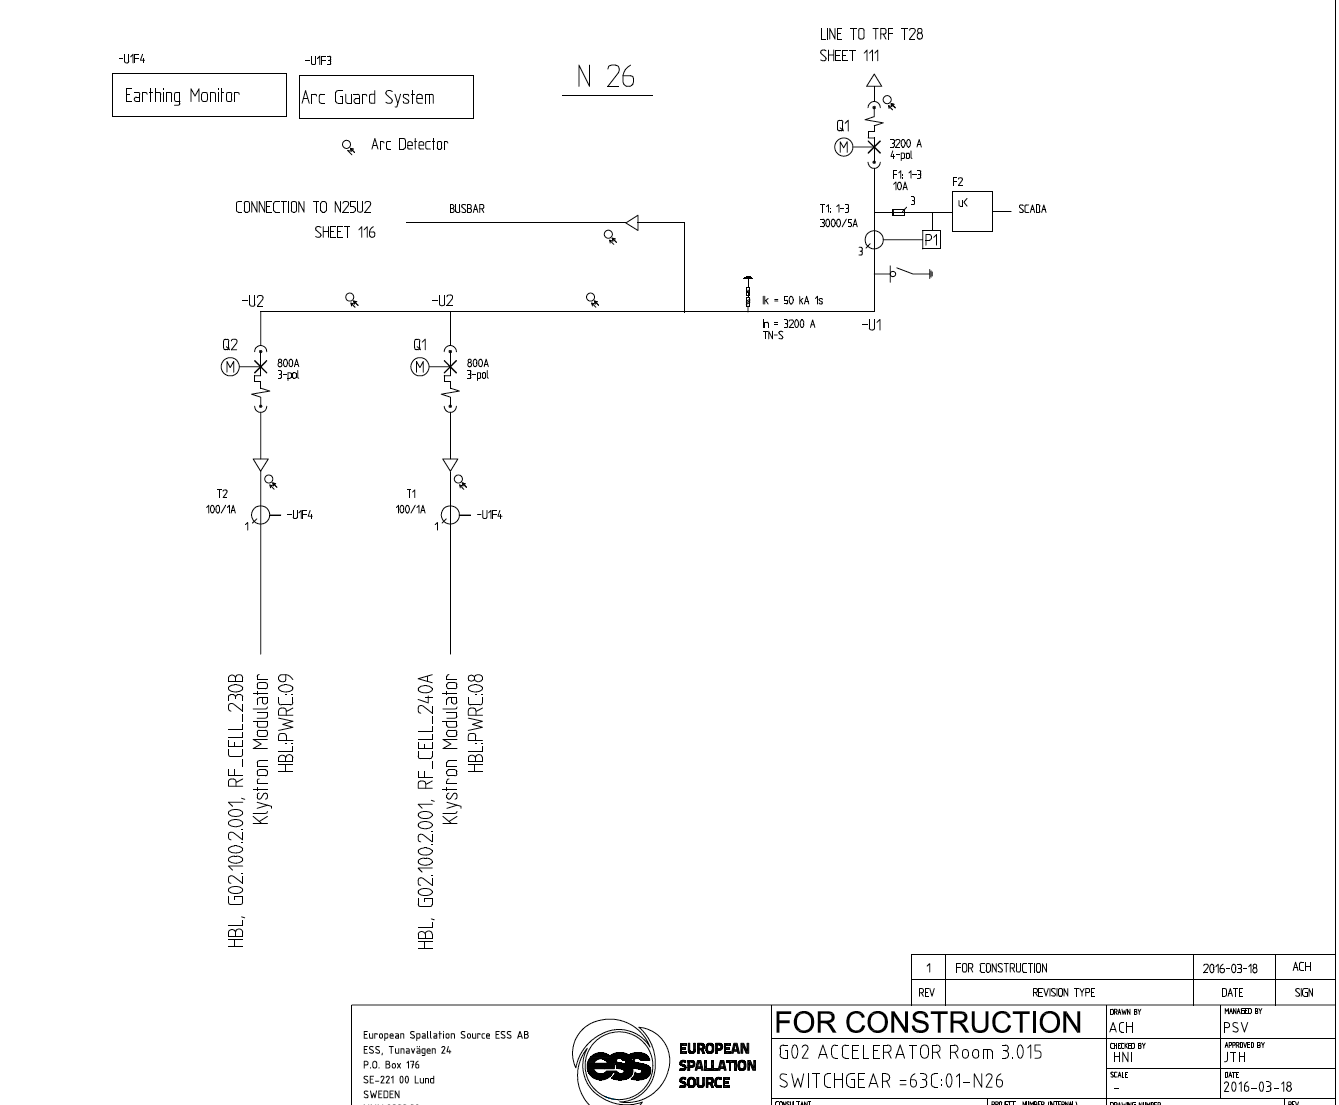 -U1F4
-U1F3
Earthing Monitor
Arc Guard System
N 26
Arc Detector
LINE TO TRF T28
SHEET 111
Q1
M
3200 A
4-pol
F1: 1-3
10A
3
F2
SCADA
T1: 1-3
3000/5A
P1
3
CONNECTION TO N25U2
SHEET 116
BUSBAR
-U2
-U2
Ik = 50 kA 1s
In = 3200 A
TN-S
-U1
Q2
M
800A
3-pol
Q1
M
800A
3-pol
T2
100/1A
1
-U1F4
T1
100/1A
1
-U1F4
HBL, G02.100.2.001, RF_CELL_230B
Klystron Modulator
HBL:PWRC:09
HBL, G02.100.2.001, RF_CELL_240A
Klystron Modulator
HBL:PWRC:08
1 FOR CONSTRUCTION 2016-03-18 ACH
REV REVISION TYPE DATE SIGN
European Spallation Source ESS AB
ESS, Tunavägen 24
P.O. Box 176
SE-221 00 Lund
SWEDEN
ess
EUROPEAN
SPALLATION
SOURCE
FOR CONSTRUCTION
G02 ACCELERATOR Room 3.015
SWITCHGEAR =63C:01-N26
DRAWN BY
ACH
MANAGED BY
PSV
CHECKED BY
HNI
APPROVED BY
JTH
SCALE
-
DATE
2016-03-18